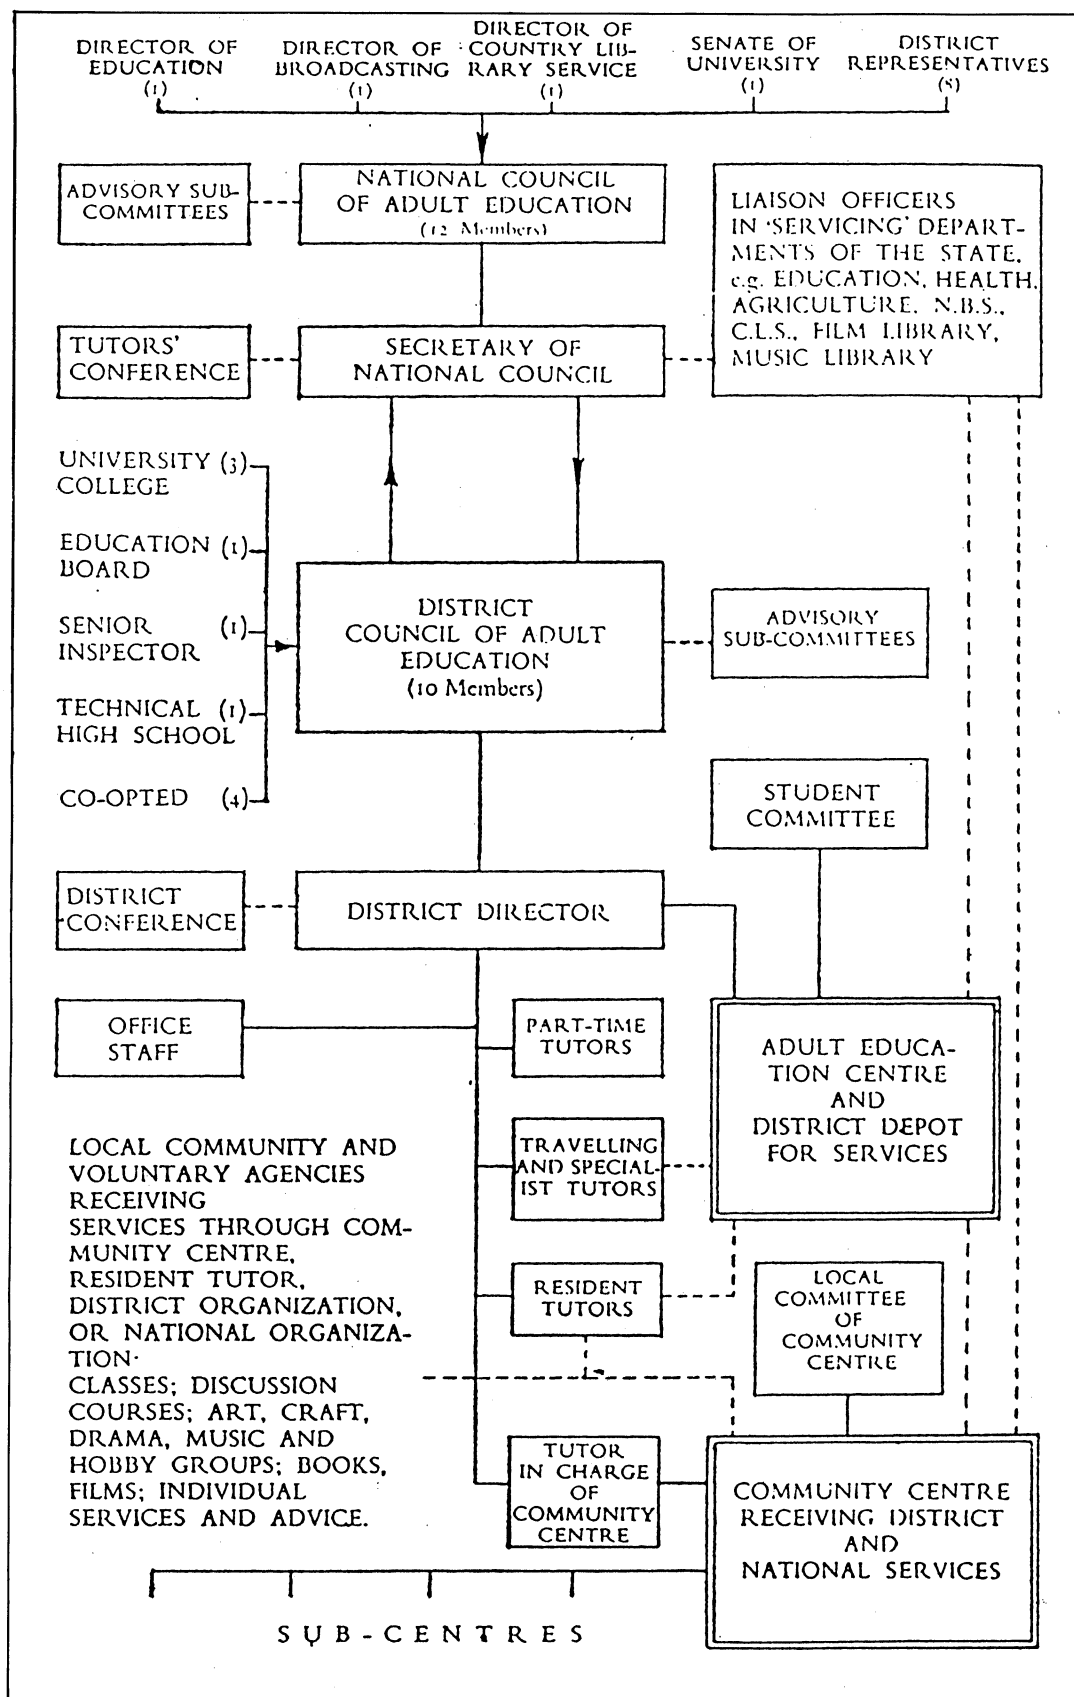 DIRECTOR OF
EDUCATION
(1)
DIRECTOR OF
BROADCASTING
(1)
DIRECTOR OF
COUNTRY LIB-
RARY SERVICE
(1)
SENATE OF
UNIVERSITY
(1)
DISTRICT
REPRESENTATIVES
(8)
ADVISORY SUB-
COMMITTEES
NATIONAL COUNCIL
OF ADULT EDUCATION
(12 Members)
LIAISON OFFICERS
IN 'SERVICING' DEPART-
MENTS OF THE STATE,
e.g. EDUCATION, HEALTH,
AGRICULTURE, N.B.S.,
C.L.S., FILM LIBRARY,
MUSIC LIBRARY
TUTORS'
CONFERENCE
SECRETARY OF
NATIONAL COUNCIL
UNIVERSITY (3)
COLLEGE
EDUCATION (1)
BOARD
SENIOR (1)
INSPECTOR
TECHNICAL (1)
HIGH SCHOOL
CO-OPTED (4)
DISTRICT
COUNCIL OF ADULT
EDUCATION
(10 Members)
ADVISORY
SUB-COMMITTEES
STUDENT
COMMITTEE
DISTRICT
CONFERENCE
DISTRICT DIRECTOR
OFFICE
STAFF
PART-TIME
TUTORS
ADULT EDUCA-
TION CENTRE
AND
DISTRICT DEPOT
FOR SERVICES
TRAVELLING
AND SPECIAL-
IST TUTORS
LOCAL COMMUNITY AND
VOLUNTARY AGENCIES
RECEIVING
SERVICES THROUGH COM-
MUNITY CENTRE,
RESIDENT TUTOR,
DISTRICT ORGANIZATION,
OR NATIONAL ORGANIZA-
TION·
CLASSES; DISCUSSION
COURSES; ART, CRAFT,
DRAMA, MUSIC AND
HOBBY GROUPS; BOOKS,
FILMS; INDIVIDUAL
SERVICES AND ADVICE.
RESIDENT
TUTORS
LOCAL
COMMITTEE
OF
COMMUNITY
CENTRE
TUTOR
IN CHARGE
OF
COMMUNITY
CENTRE
COMMUNITY CENTRE
RECEIVING DISTRICT
AND
NATIONAL SERVICES
SUB-CENTRES